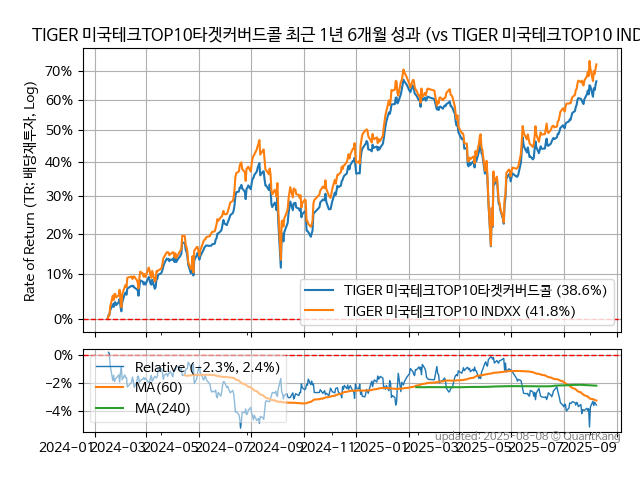 TIGER 미국테크TOP10타겟커버드콜 최근 1년 6개월 성과 (vs TIGER 미국테크TOP10 IND
Rate of Return (TR: 배당재투자, Log)
70%
60%
50%
40%
30%
20%
10%
0%
TIGER 미국테크TOP10타겟커버드콜 (38.6%)
TIGER 미국테크TOP10 INDXX (41.8%)
0%
−2%
−4%
Relative (−2.3%, 2.4%)
MA(60)
MA(240)
updated: 2025-08-08 © QuantKang
2024-01 2024-03 2024-05 2024-07 2024-09 2024-11 2025-01 2025-03 2025-05 2025-07 2025-09